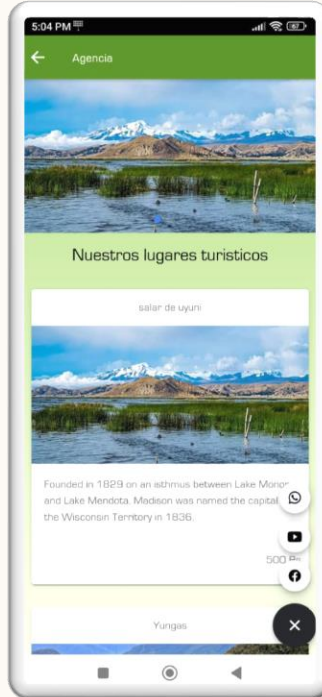 5:04 PM
Agencia
Nuestros lugares turisticos
salar de uyuni
Founded in 1829 on an isthmus between Lake
and Lake Mendota. Madison was named the capital
the Wisconsin Territory in 1836.
500
Yungas